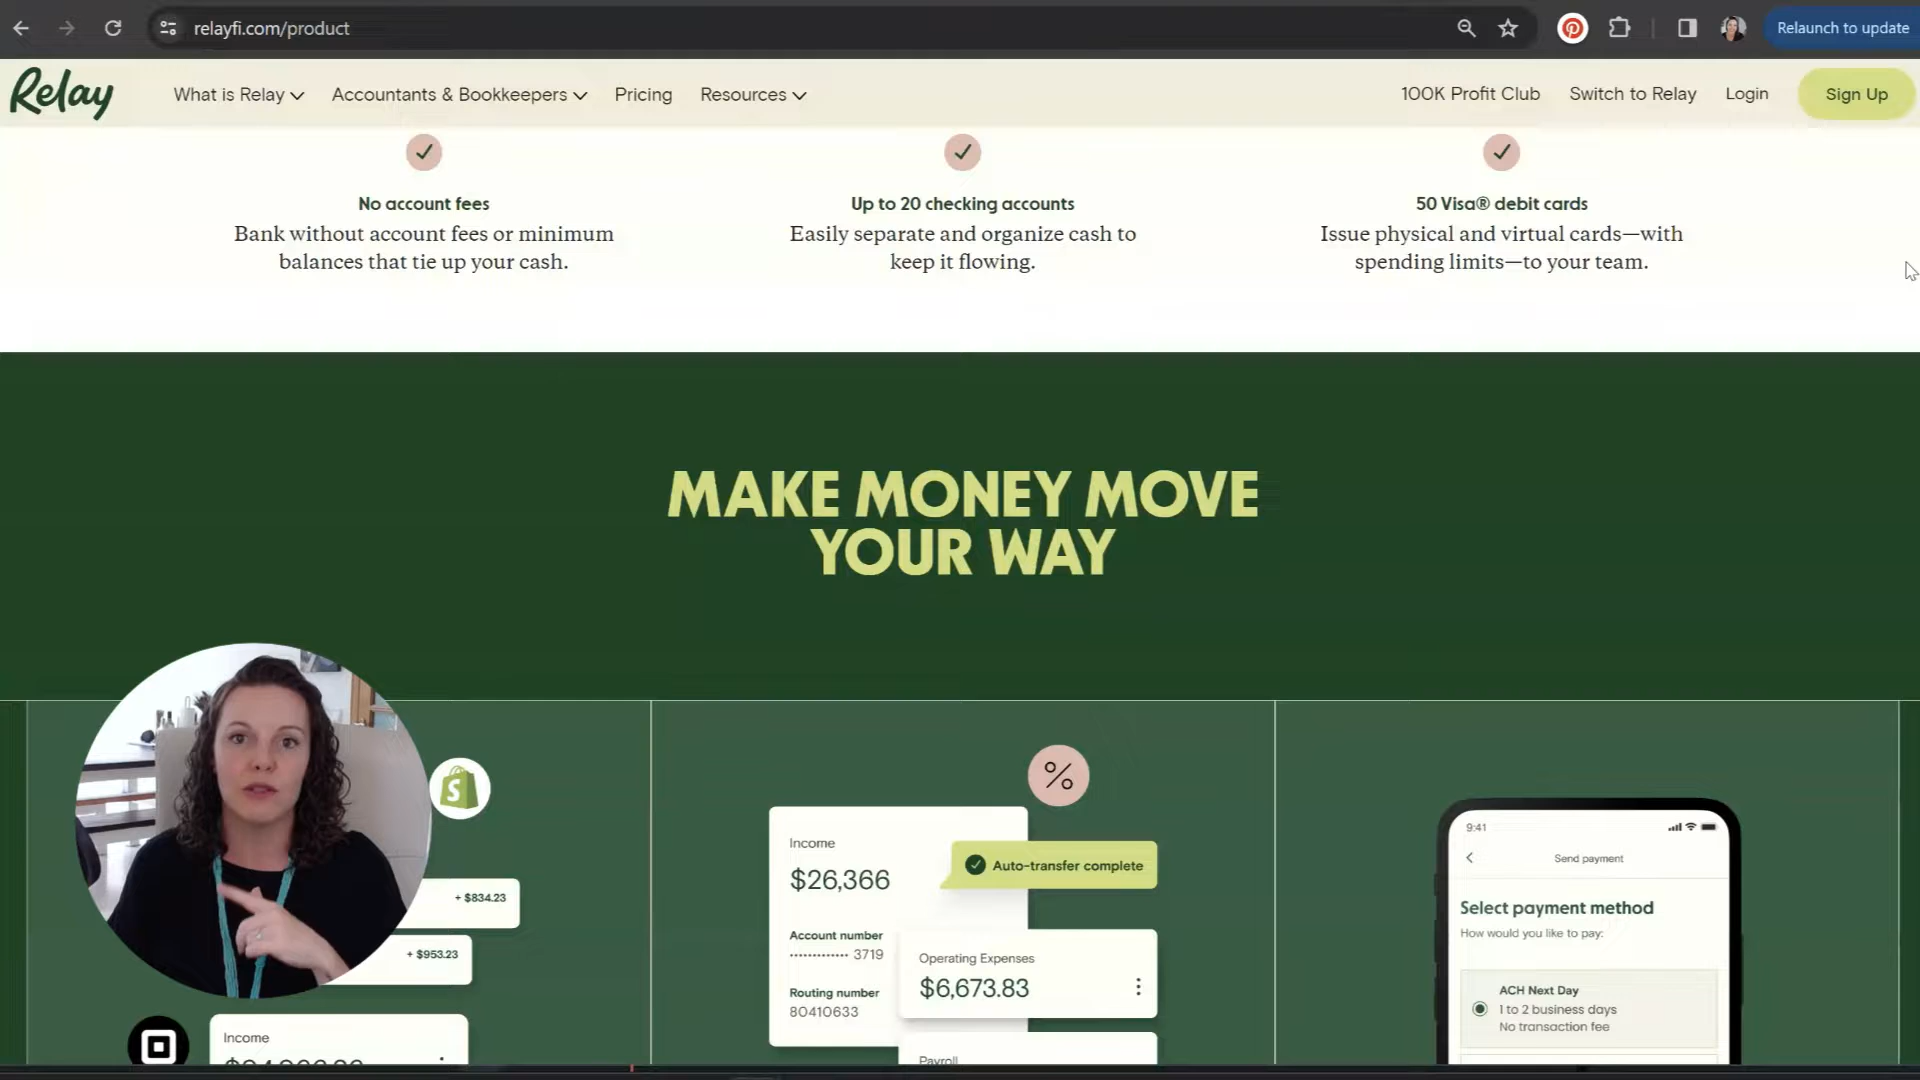 relayfi.com/product
Relaunch to update
Relay
What is Relay
Accountants & Bookkeepers
Pricing
Resources
100K Profit Club
Switch to Relay
Login
Sign Up
No account fees
Bank without account fees or minimum
balances that tie up your cash.
Up to 20 checking accounts
Easily separate and organize cash to
keep it flowing.
50 Visa® debit cards
Issue physical and virtual cards—with
spending limits—to your team.
MAKE MONEY MOVE
YOUR WAY
+ $834.23
+ $953.23
Income
Income
$26,366
Auto-transfer complete
Account number
············· 3719
Routing number
80410633
Operating Expenses
$6,673.83
Payroll
9:41
Send payment
Select payment method
How would you like to pay:
ACH Next Day
1 to 2 business days
No transaction fee